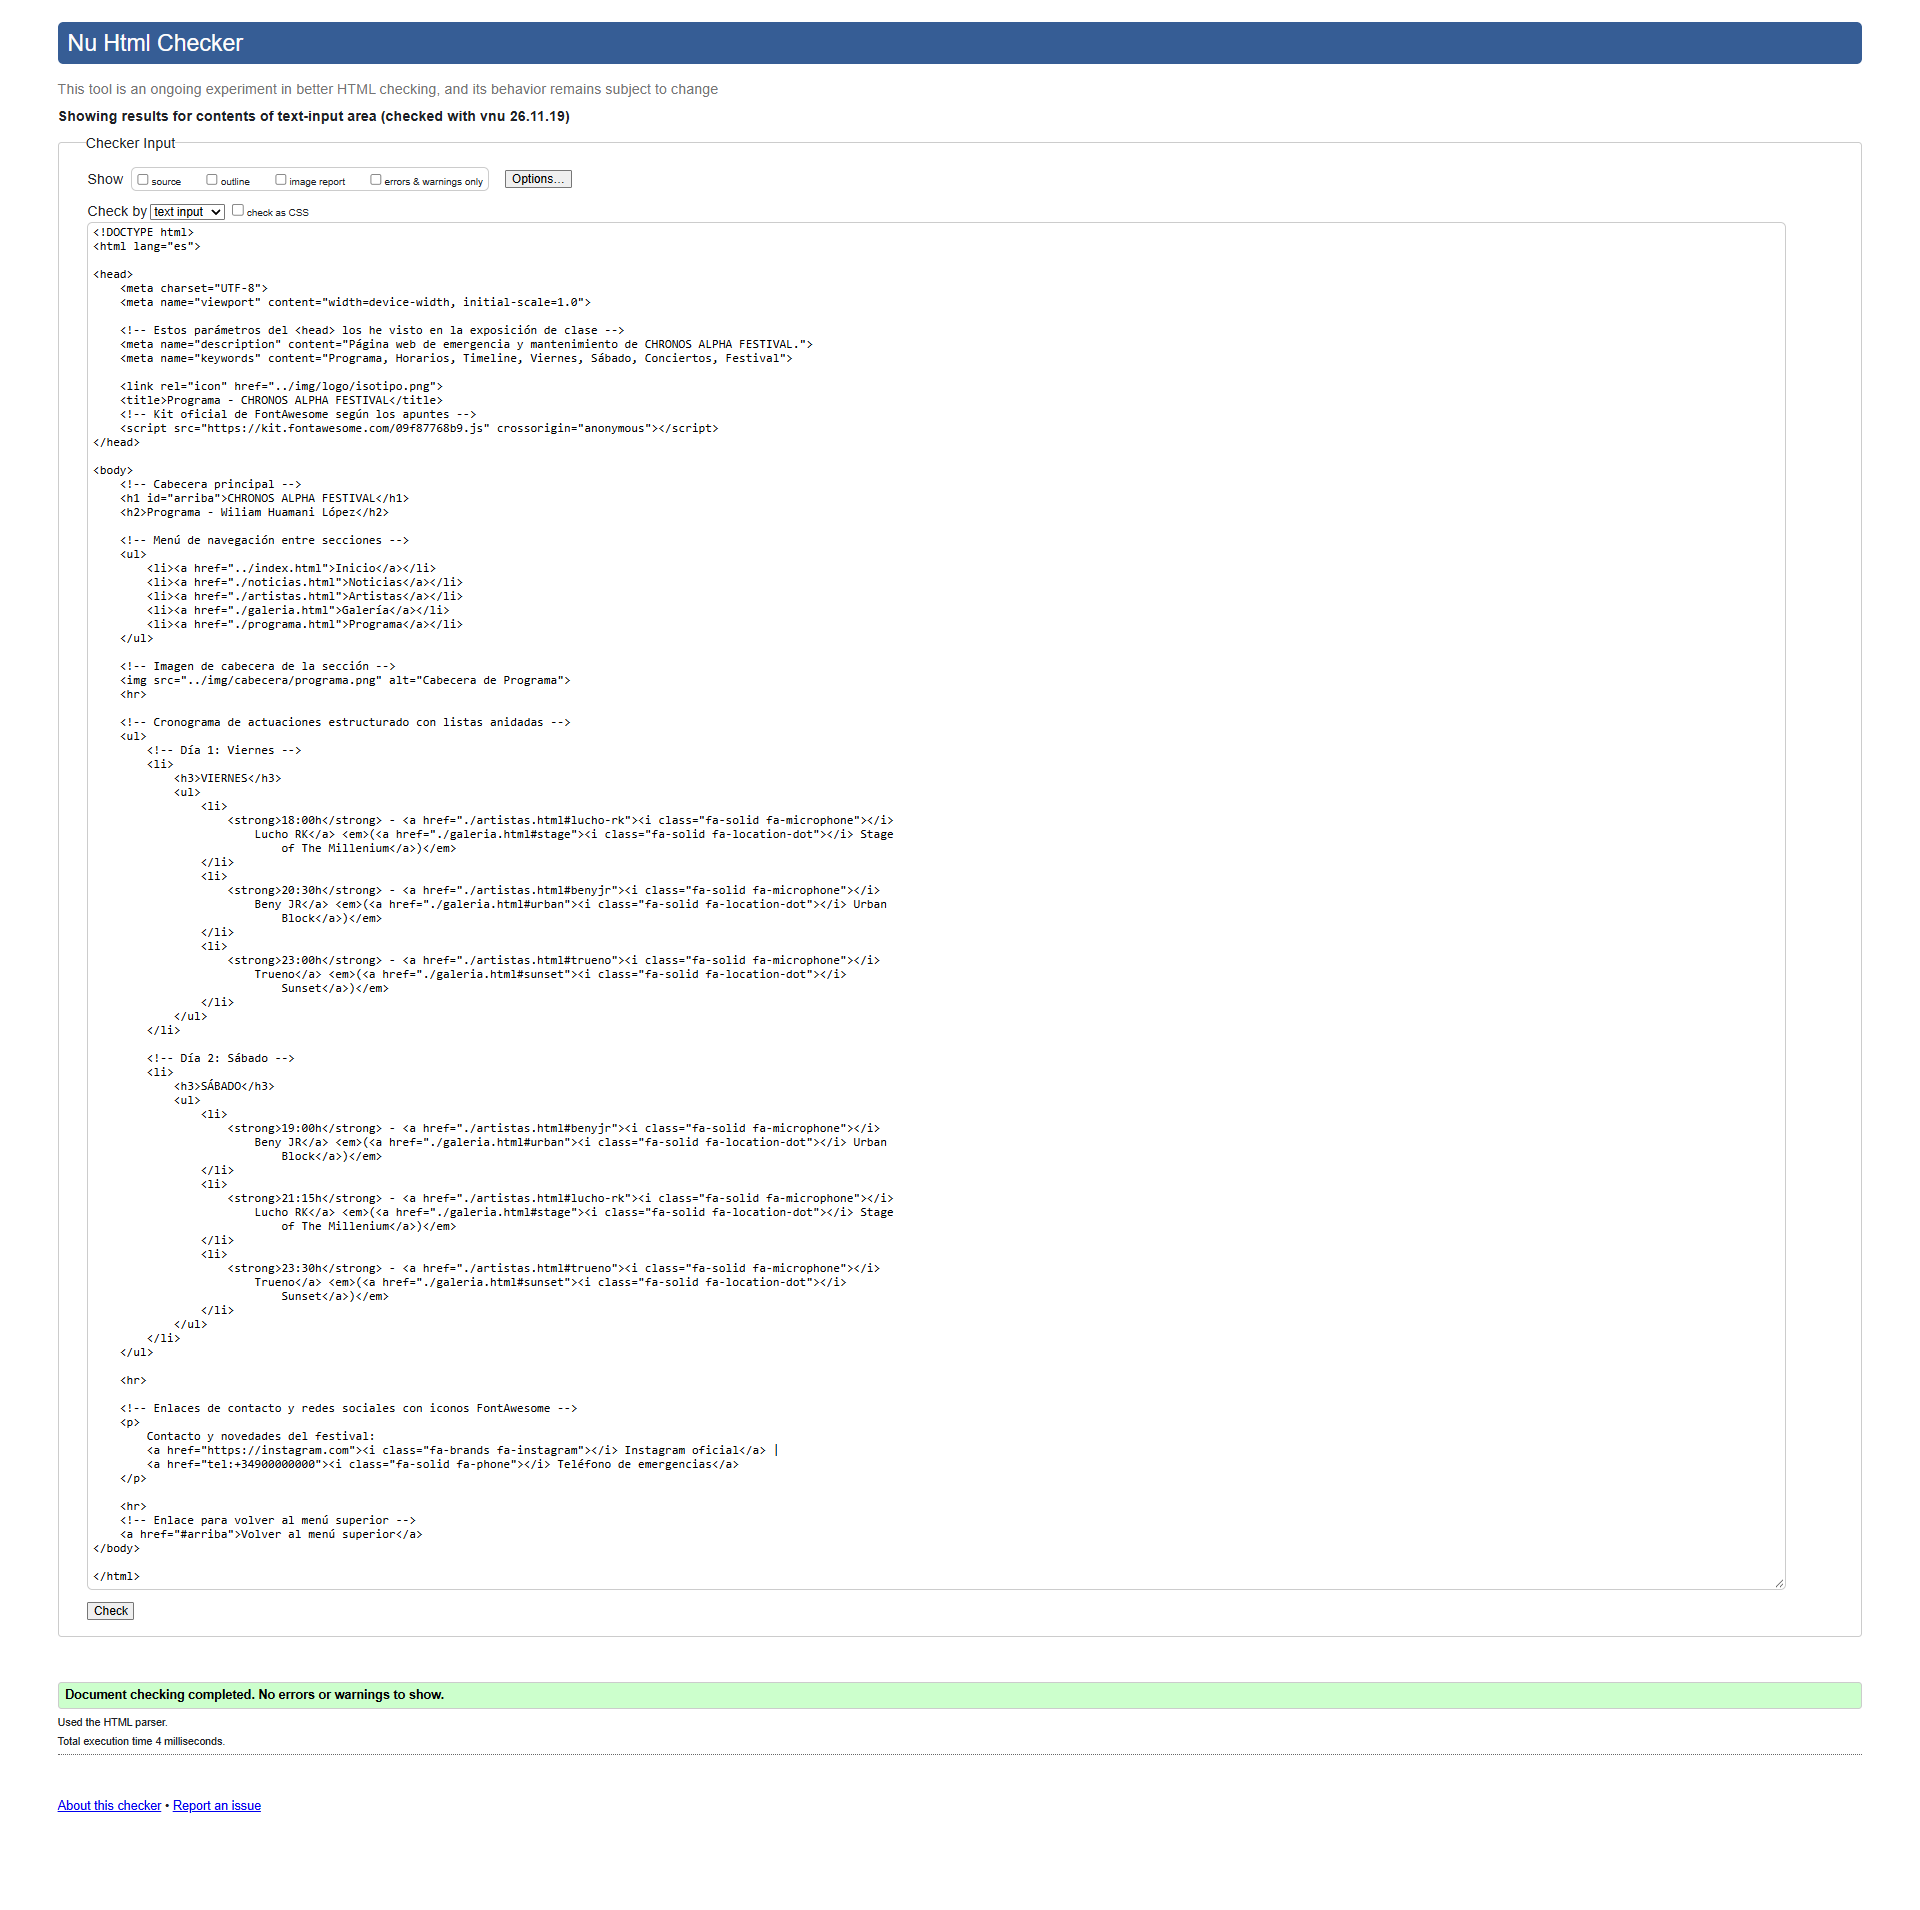 Nu Html Checker
This tool is an ongoing experiment in better HTML checking, and its behavior remains subject to change
Showing results for contents of text-input area (checked with vnu 26.11.19)
Checker Input
Show source outline image report errors & warnings only Options...
Check by text input check as CSS
<!DOCTYPE html>
<html lang="es">
<head>
<meta charset="UTF-8">
<meta name="viewport" content="width=device-width, initial-scale=1.0">
<!-- Estos parámetros del <head> los he visto en la exposición de clase -->
<meta name="description" content="Página web de emergencia y mantenimiento de CHRONOS ALPHA FESTIVAL.">
<meta name="keywords" content="Programa, Horarios, Timeline, Viernes, Sábado, Conciertos, Festival">
<link rel="icon" href="../img/logo/isotipo.png">
<title>Programa - CHRONOS ALPHA FESTIVAL</title>
<!-- Kit oficial de FontAwesome según los apuntes -->
<script src="https://kit.fontawesome.com/09f87768b9.js" crossorigin="anonymous"></script>
</head>
<body>
<!-- Cabecera principal -->
<h1 id="arriba">CHRONOS ALPHA FESTIVAL</h1>
<h2>Programa - Wiliam Huamani López</h2>
<!-- Menú de navegación entre secciones -->
<ul>
<li><a href="../index.html">Inicio</a></li>
<li><a href="./noticias.html">Noticias</a></li>
<li><a href="./artistas.html">Artistas</a></li>
<li><a href="./galeria.html">Galería</a></li>
<li><a href="./programa.html">Programa</a></li>
</ul>
<!-- Imagen de cabecera de la sección -->
<img src="../img/cabecera/programa.png" alt="Cabecera de Programa">
<hr>
<!-- Cronograma de actuaciones estructurado con listas anidadas -->
<ul>
<!-- Día 1: Viernes -->
<li>
<h3>VIERNES</h3>
<ul>
<li>
<strong>18:00h</strong> - <a href="./artistas.html#lucho-rk"><i class="fa-solid fa-microphone"></i>
Lucho RK</a> <em>(<a href="./galeria.html#stage"><i class="fa-solid fa-location-dot"></i> Stage
of The Millenium</a>)</em>
</li>
<li>
<strong>20:30h</strong> - <a href="./artistas.html#benyjr"><i class="fa-solid fa-microphone"></i>
Beny JR</a> <em>(<a href="./galeria.html#urban"><i class="fa-solid fa-location-dot"></i> Urban
Block</a>)</em>
</li>
<li>
<strong>23:00h</strong> - <a href="./artistas.html#trueno"><i class="fa-solid fa-microphone"></i>
Trueno</a> <em>(<a href="./galeria.html#sunset"><i class="fa-solid fa-location-dot"></i>
Sunset</a>)</em>
</li>
</ul>
</li>
<!-- Día 2: Sábado -->
<li>
<h3>SÁBADO</h3>
<ul>
<li>
<strong>19:00h</strong> - <a href="./artistas.html#benyjr"><i class="fa-solid fa-microphone"></i>
Beny JR</a> <em>(<a href="./galeria.html#urban"><i class="fa-solid fa-location-dot"></i> Urban
Block</a>)</em>
</li>
<li>
<strong>21:15h</strong> - <a href="./artistas.html#lucho-rk"><i class="fa-solid fa-microphone"></i>
Lucho RK</a> <em>(<a href="./galeria.html#stage"><i class="fa-solid fa-location-dot"></i> Stage
of The Millenium</a>)</em>
</li>
<li>
<strong>23:30h</strong> - <a href="./artistas.html#trueno"><i class="fa-solid fa-microphone"></i>
Trueno</a> <em>(<a href="./galeria.html#sunset"><i class="fa-solid fa-location-dot"></i>
Sunset</a>)</em>
</li>
</ul>
</li>
</ul>
<hr>
<!-- Enlaces de contacto y redes sociales con iconos FontAwesome -->
<p>
Contacto y novedades del festival:
<a href="https://instagram.com"><i class="fa-brands fa-instagram"></i> Instagram oficial</a> |
<a href="tel:+34900000000"><i class="fa-solid fa-phone"></i> Teléfono de emergencias</a>
</p>
<hr>
<!-- Enlace para volver al menú superior -->
<a href="#arriba">Volver al menú superior</a>
</body>
</html>
Check
Document checking completed. No errors or warnings to show.
Used the HTML parser.
Total execution time 4 milliseconds.
About this checker • Report an issue